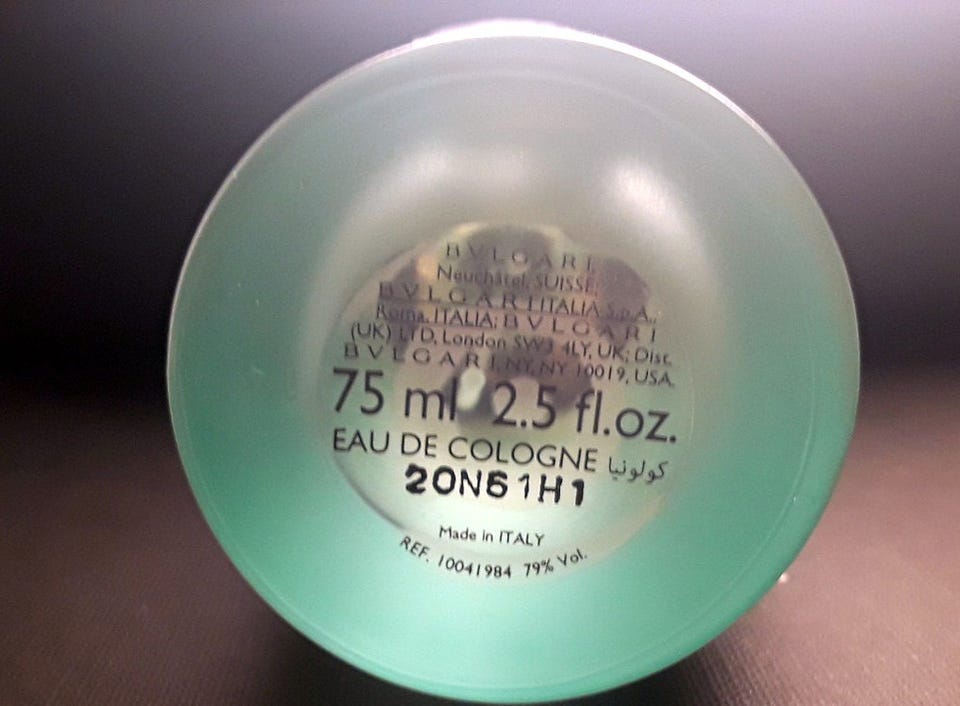 BVLGARI
Neuchâtel, SUISSE;
BVLGARI ITALIA S.p.A.,
Roma, ITALIA; BVLGARI
(UK) LTD, London SW3 4LY, UK; Dist.
BVLGARI, NY, NY 10019, USA
75 ml 2.5 fl.oz.
EAU DE COLOGNE كولونيا
20N61H1
Made in ITALY
REF. 10041984 79% Vol.